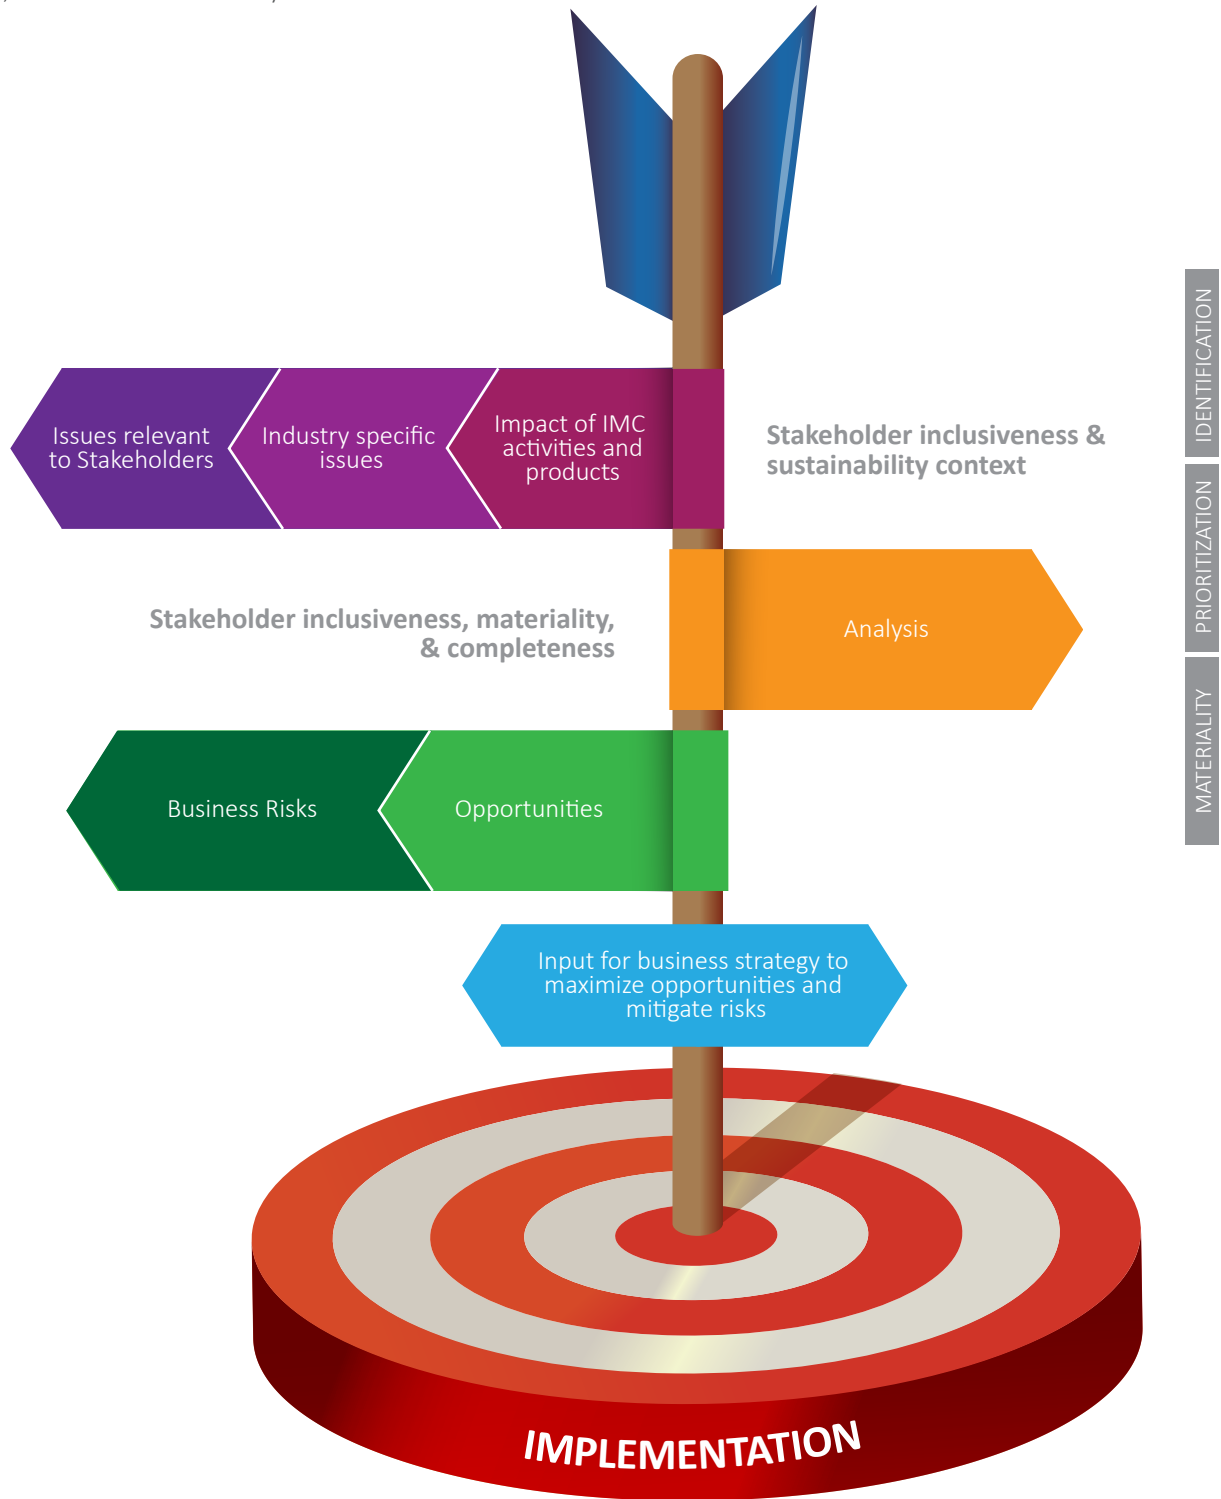 Issues relevant
to Stakeholders
Industry specific
issues
Impact of IMC
activities and
products
Stakeholder inclusiveness &
sustainability context
IDENTIFICATION
Stakeholder inclusiveness, materiality,
& completeness
Analysis
PRIORITIZATION
Business Risks
Opportunities
MATERIALITY
Input for business strategy to
maximize opportunities and
mitigate risks
IMPLEMENTATION